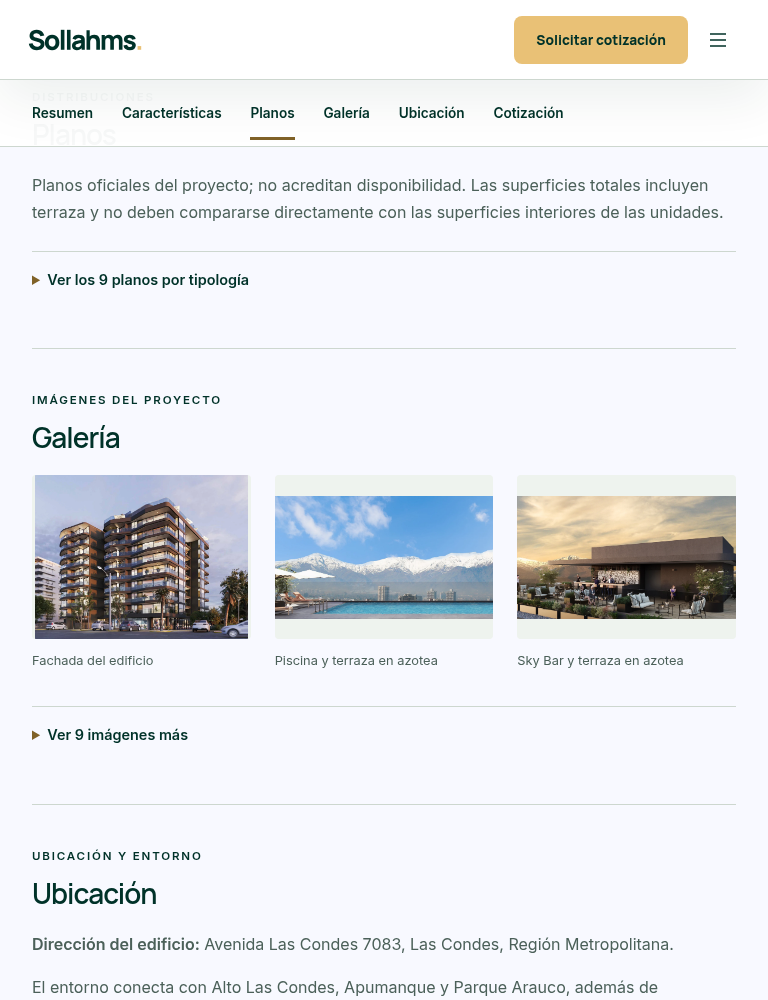 Sollahms.
Solicitar cotización
DISTRIBUCIONES
Resumen Características Planos Galería Ubicación Cotización
Planos
Planos oficiales del proyecto; no acreditan disponibilidad. Las superficies totales incluyen
terraza y no deben compararse directamente con las superficies interiores de las unidades.
Ver los 9 planos por tipología
IMÁGENES DEL PROYECTO
Galería
Fachada del edificio
Piscina y terraza en azotea
Sky Bar y terraza en azotea
Ver 9 imágenes más
UBICACIÓN Y ENTORNO
Ubicación
Dirección del edificio: Avenida Las Condes 7083, Las Condes, Región Metropolitana.
El entorno conecta con Alto Las Condes, Apumanque y Parque Arauco, además de